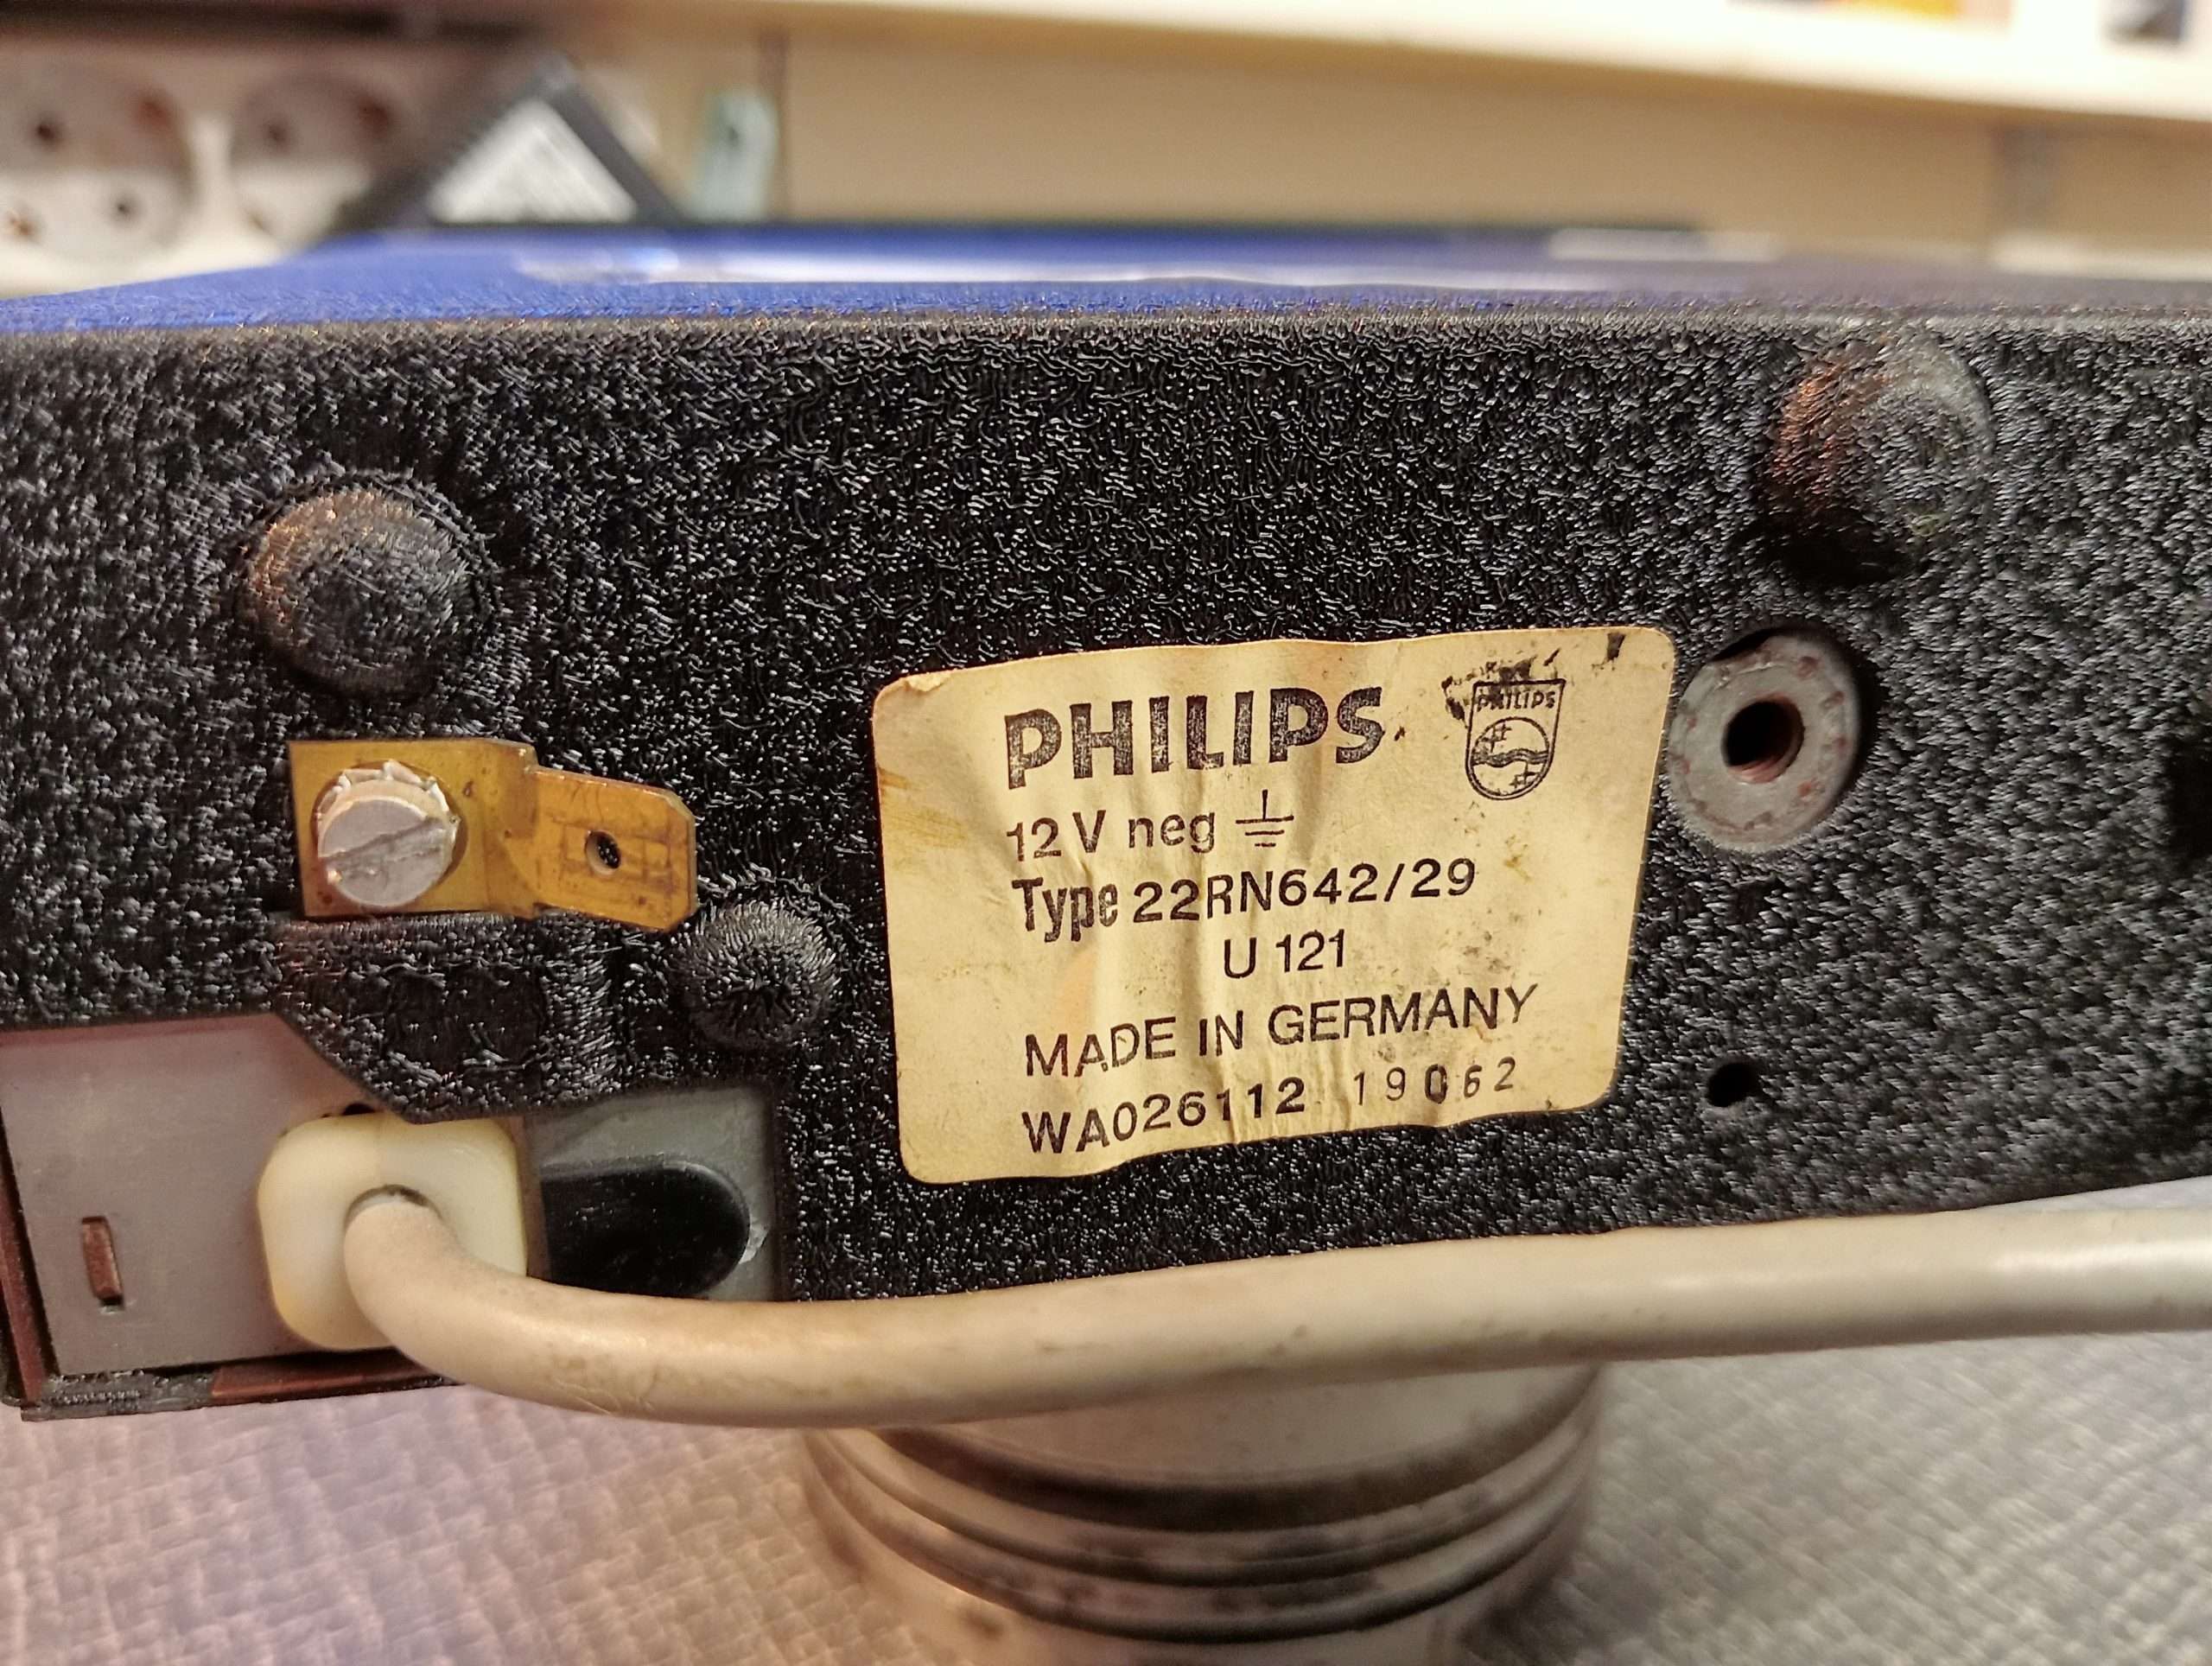 PHILIPS
PHILIPS
12 V neg
Type 22RN642/29
U 121
MADE IN GERMANY
WA026112 19062